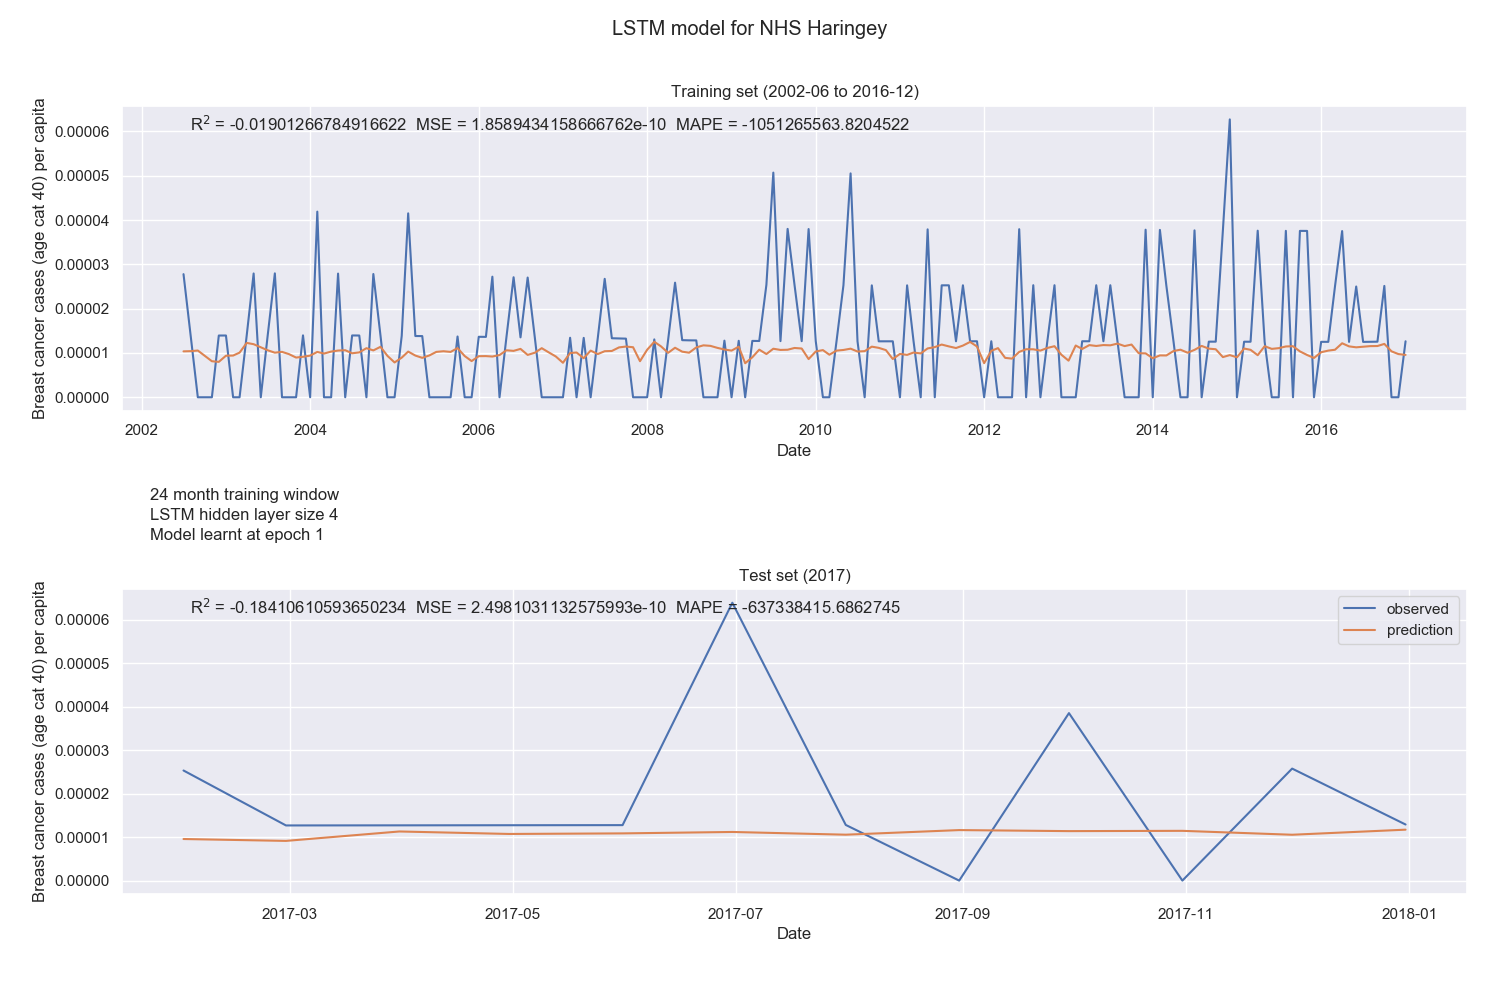 LSTM model for NHS Haringey
Training set (2002-06 to 2016-12)
R² = -0.01901266784916622  MSE = 1.8589434158666762e-10  MAPE = -1051265563.8204522
Breast cancer cases (age cat 40) per capita
0.00006
0.00005
0.00004
0.00003
0.00002
0.00001
0.00000
2002 2004 2006 2008 2010 2012 2014 2016
Date
24 month training window
LSTM hidden layer size 4
Model learnt at epoch 1
Test set (2017)
R² = -0.18410610593650234  MSE = 2.4981031132575993e-10  MAPE = -637338415.6862745
observed
prediction
Breast cancer cases (age cat 40) per capita
0.00006
0.00005
0.00004
0.00003
0.00002
0.00001
0.00000
2017-03 2017-05 2017-07 2017-09 2017-11 2018-01
Date